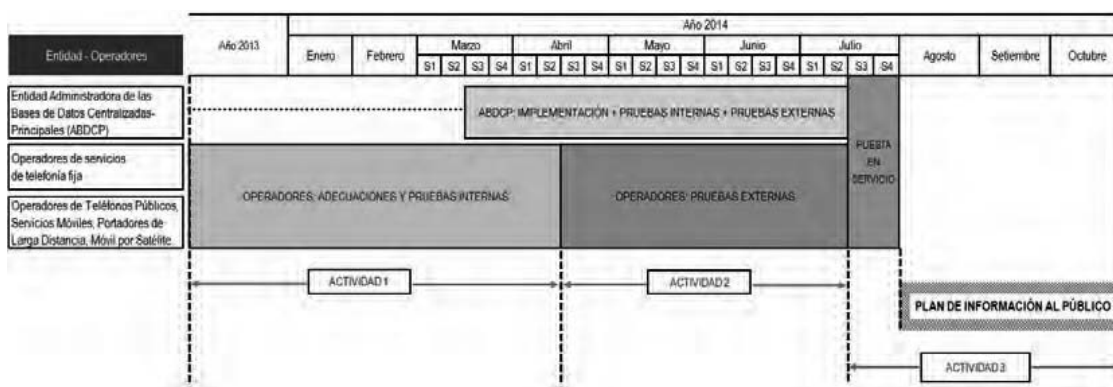 Año 2014
Entidad - Operadores
Año 2013
Enero Febrero Marzo Abril Mayo Junio Julio Agosto Setiembre Octubre
S1 S2 S3 S4 S1 S2 S3 S4 S1 S2 S3 S4 S1 S2 S3 S4 S1 S2 S3 S4
Entidad Administradora de las
Bases de Datos Centralizadas-
Principales (ABDCP)
ABDCP: IMPLEMENTACIÓN + PRUEBAS INTERNAS + PRUEBAS EXTERNAS
Operadores de servicios
de telefonía fija
Operadores de Teléfonos Públicos,
Servicios Móviles, Portadores de
Larga Distancia, Móvil por Satélite
OPERADORES: ADECUACIONES Y PRUEBAS INTERNAS
OPERADORES: PRUEBAS EXTERNAS
PUESTA
EN
SERVICIO
ACTIVIDAD 1
ACTIVIDAD 2
PLAN DE INFORMACIÓN AL PÚBLICO
ACTIVIDAD 3